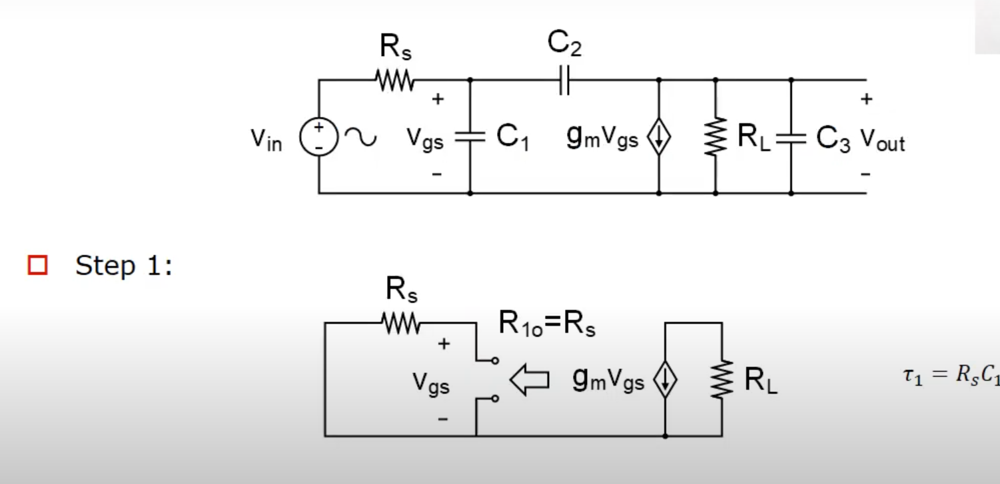 Rs C2
+ +
Vin + - Vgs C1 gmVgs RL C3 Vout
- -
Step 1:
Rs
R1o=Rs
+
Vgs gmVgs RL τ1 = RsC1
-